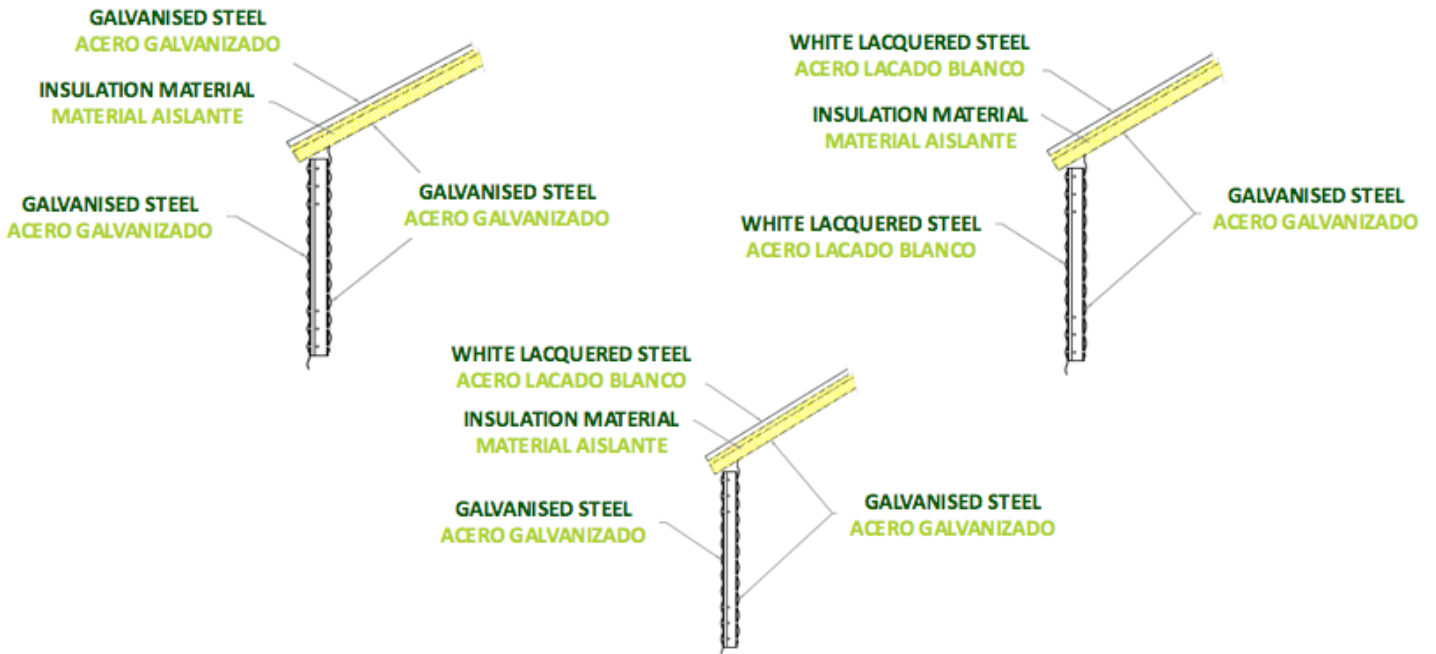 GALVANISED STEEL
ACERO GALVANIZADO
INSULATION MATERIAL
MATERIAL AISLANTE
GALVANISED STEEL
ACERO GALVANIZADO
GALVANISED STEEL
ACERO GALVANIZADO
WHITE LACQUERED STEEL
ACERO LACADO BLANCO
INSULATION MATERIAL
MATERIAL AISLANTE
WHITE LACQUERED STEEL
ACERO LACADO BLANCO
GALVANISED STEEL
ACERO GALVANIZADO
WHITE LACQUERED STEEL
ACERO LACADO BLANCO
INSULATION MATERIAL
MATERIAL AISLANTE
GALVANISED STEEL
ACERO GALVANIZADO
GALVANISED STEEL
ACERO GALVANIZADO